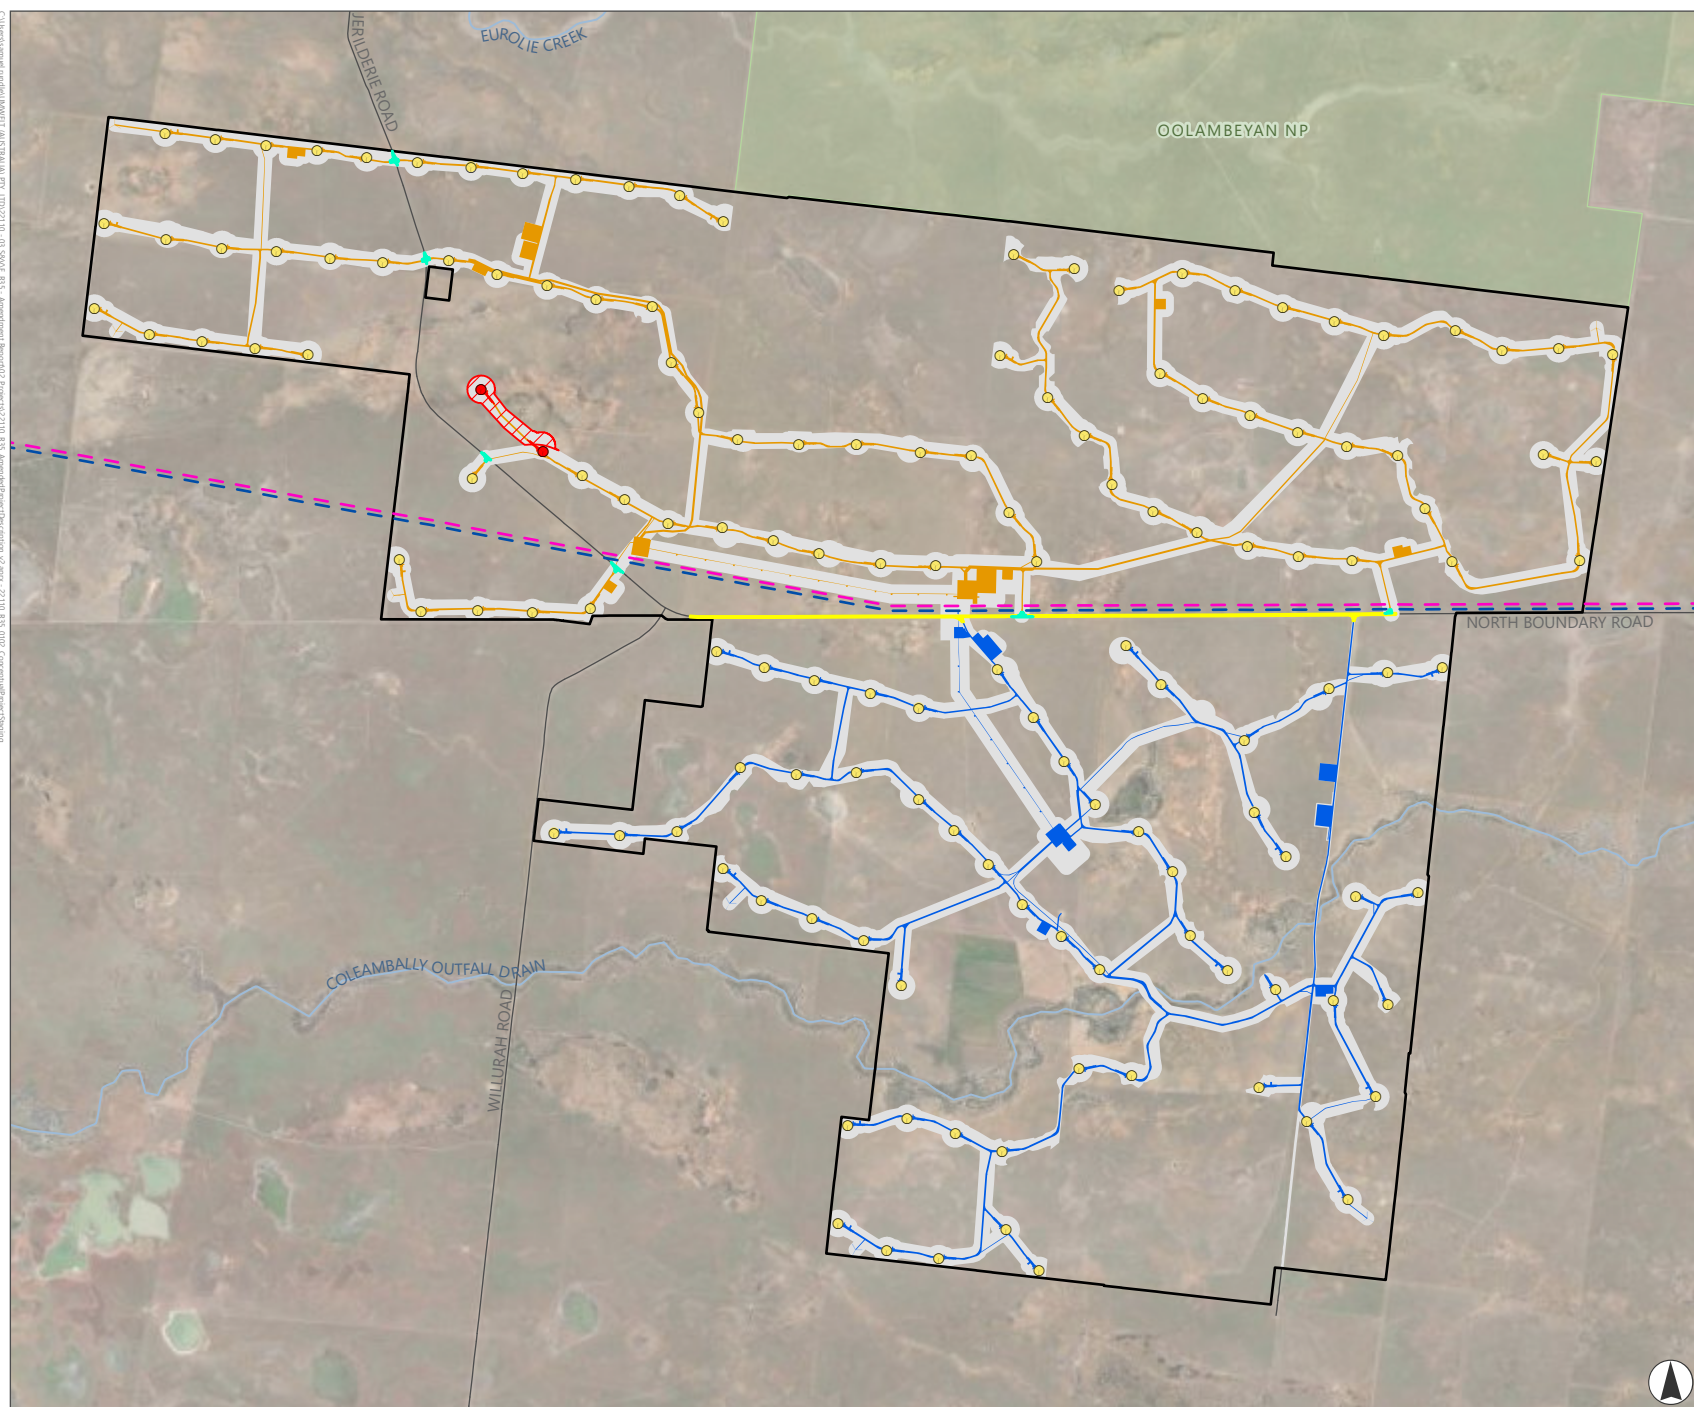 EUROLIE CREEK
JERILDERIE ROAD
OOLAMBEYAN NP
NORTH BOUNDARY ROAD
COLEAMBALLY OUTFALL DRAIN
WILLURAH ROAD